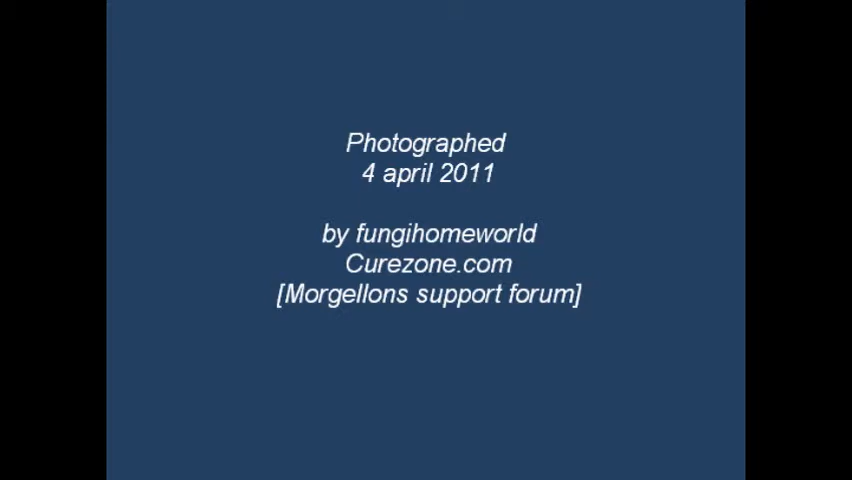 Photographed
4 april 2011
by fungihomeworld
Curezone.com
[Morgellons support forum]